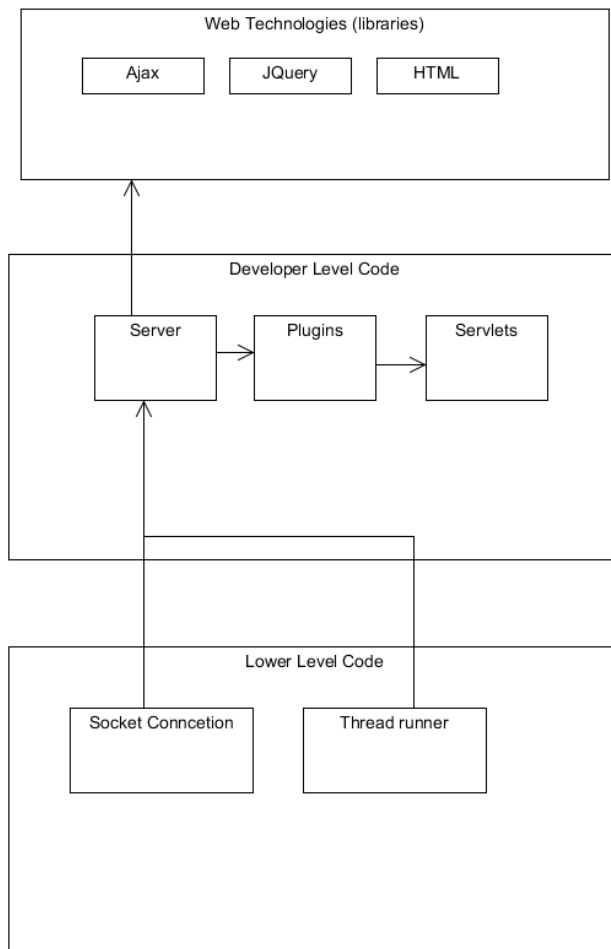 Web Technologies (libraries)
Ajax
JQuery
HTML
Developer Level Code
Server
Plugins
Servlets
Lower Level Code
Socket Conncetion
Thread runner